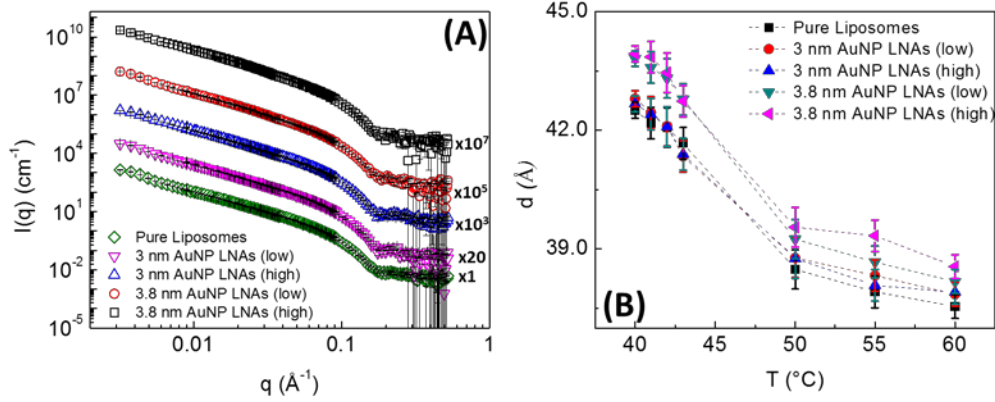 (A)
I(q) (cm⁻¹)
10¹⁰
10⁷
10⁴
10¹
10⁻²
10⁻⁵
x10⁷
x10⁵
x10³
x20
x1
Pure Liposomes
3 nm AuNP LNAs (low)
3 nm AuNP LNAs (high)
3.8 nm AuNP LNAs (low)
3.8 nm AuNP LNAs (high)
0.01 0.1 1
q (Å⁻¹)
(B)
d (Å)
45.0
42.0
39.0
Pure Liposomes
3 nm AuNP LNAs (low)
3 nm AuNP LNAs (high)
3.8 nm AuNP LNAs (low)
3.8 nm AuNP LNAs (high)
40 45 50 55 60
T (°C)